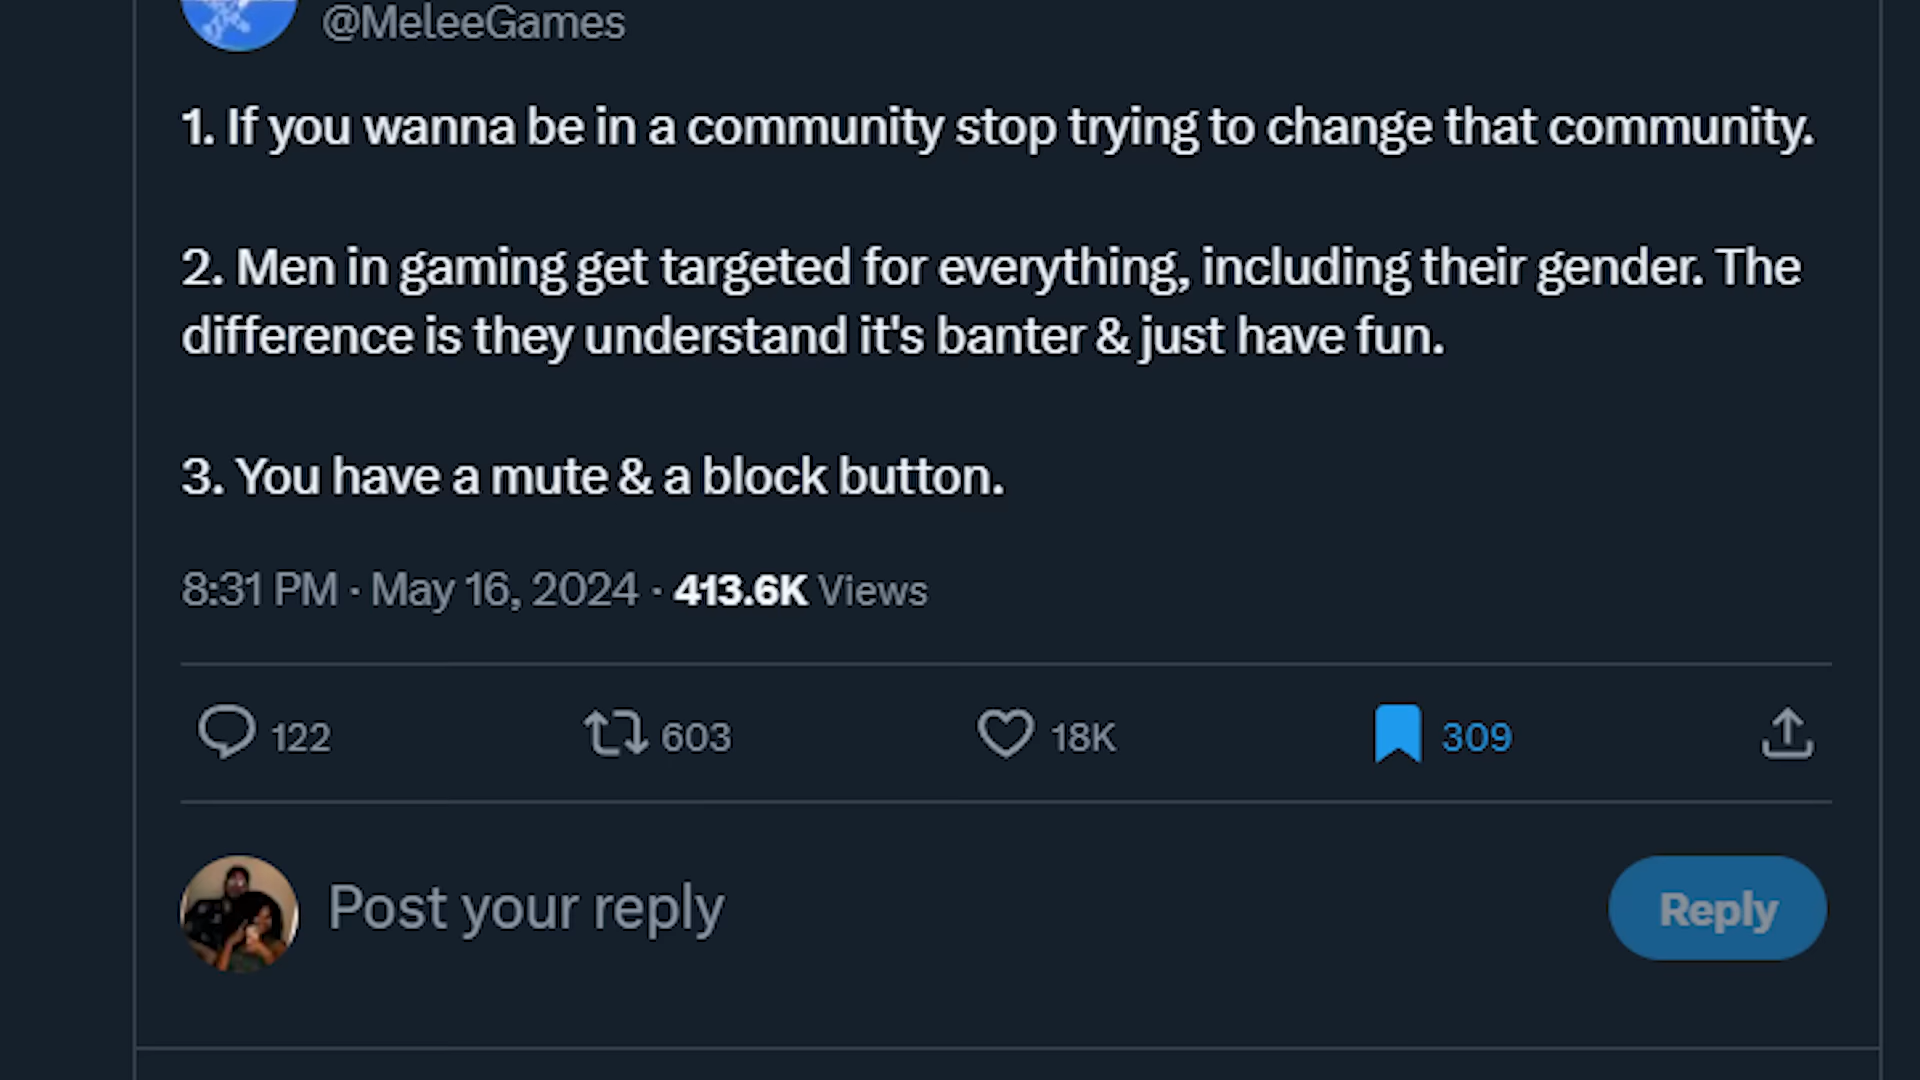 @MeleeGames
1. If you wanna be in a community stop trying to change that community.
2. Men in gaming get targeted for everything, including their gender. The
difference is they understand it's banter & just have fun.
3. You have a mute & a block button.
8:31 PM · May 16, 2024 · 413.6K Views
122 603 18K 309
Post your reply Reply